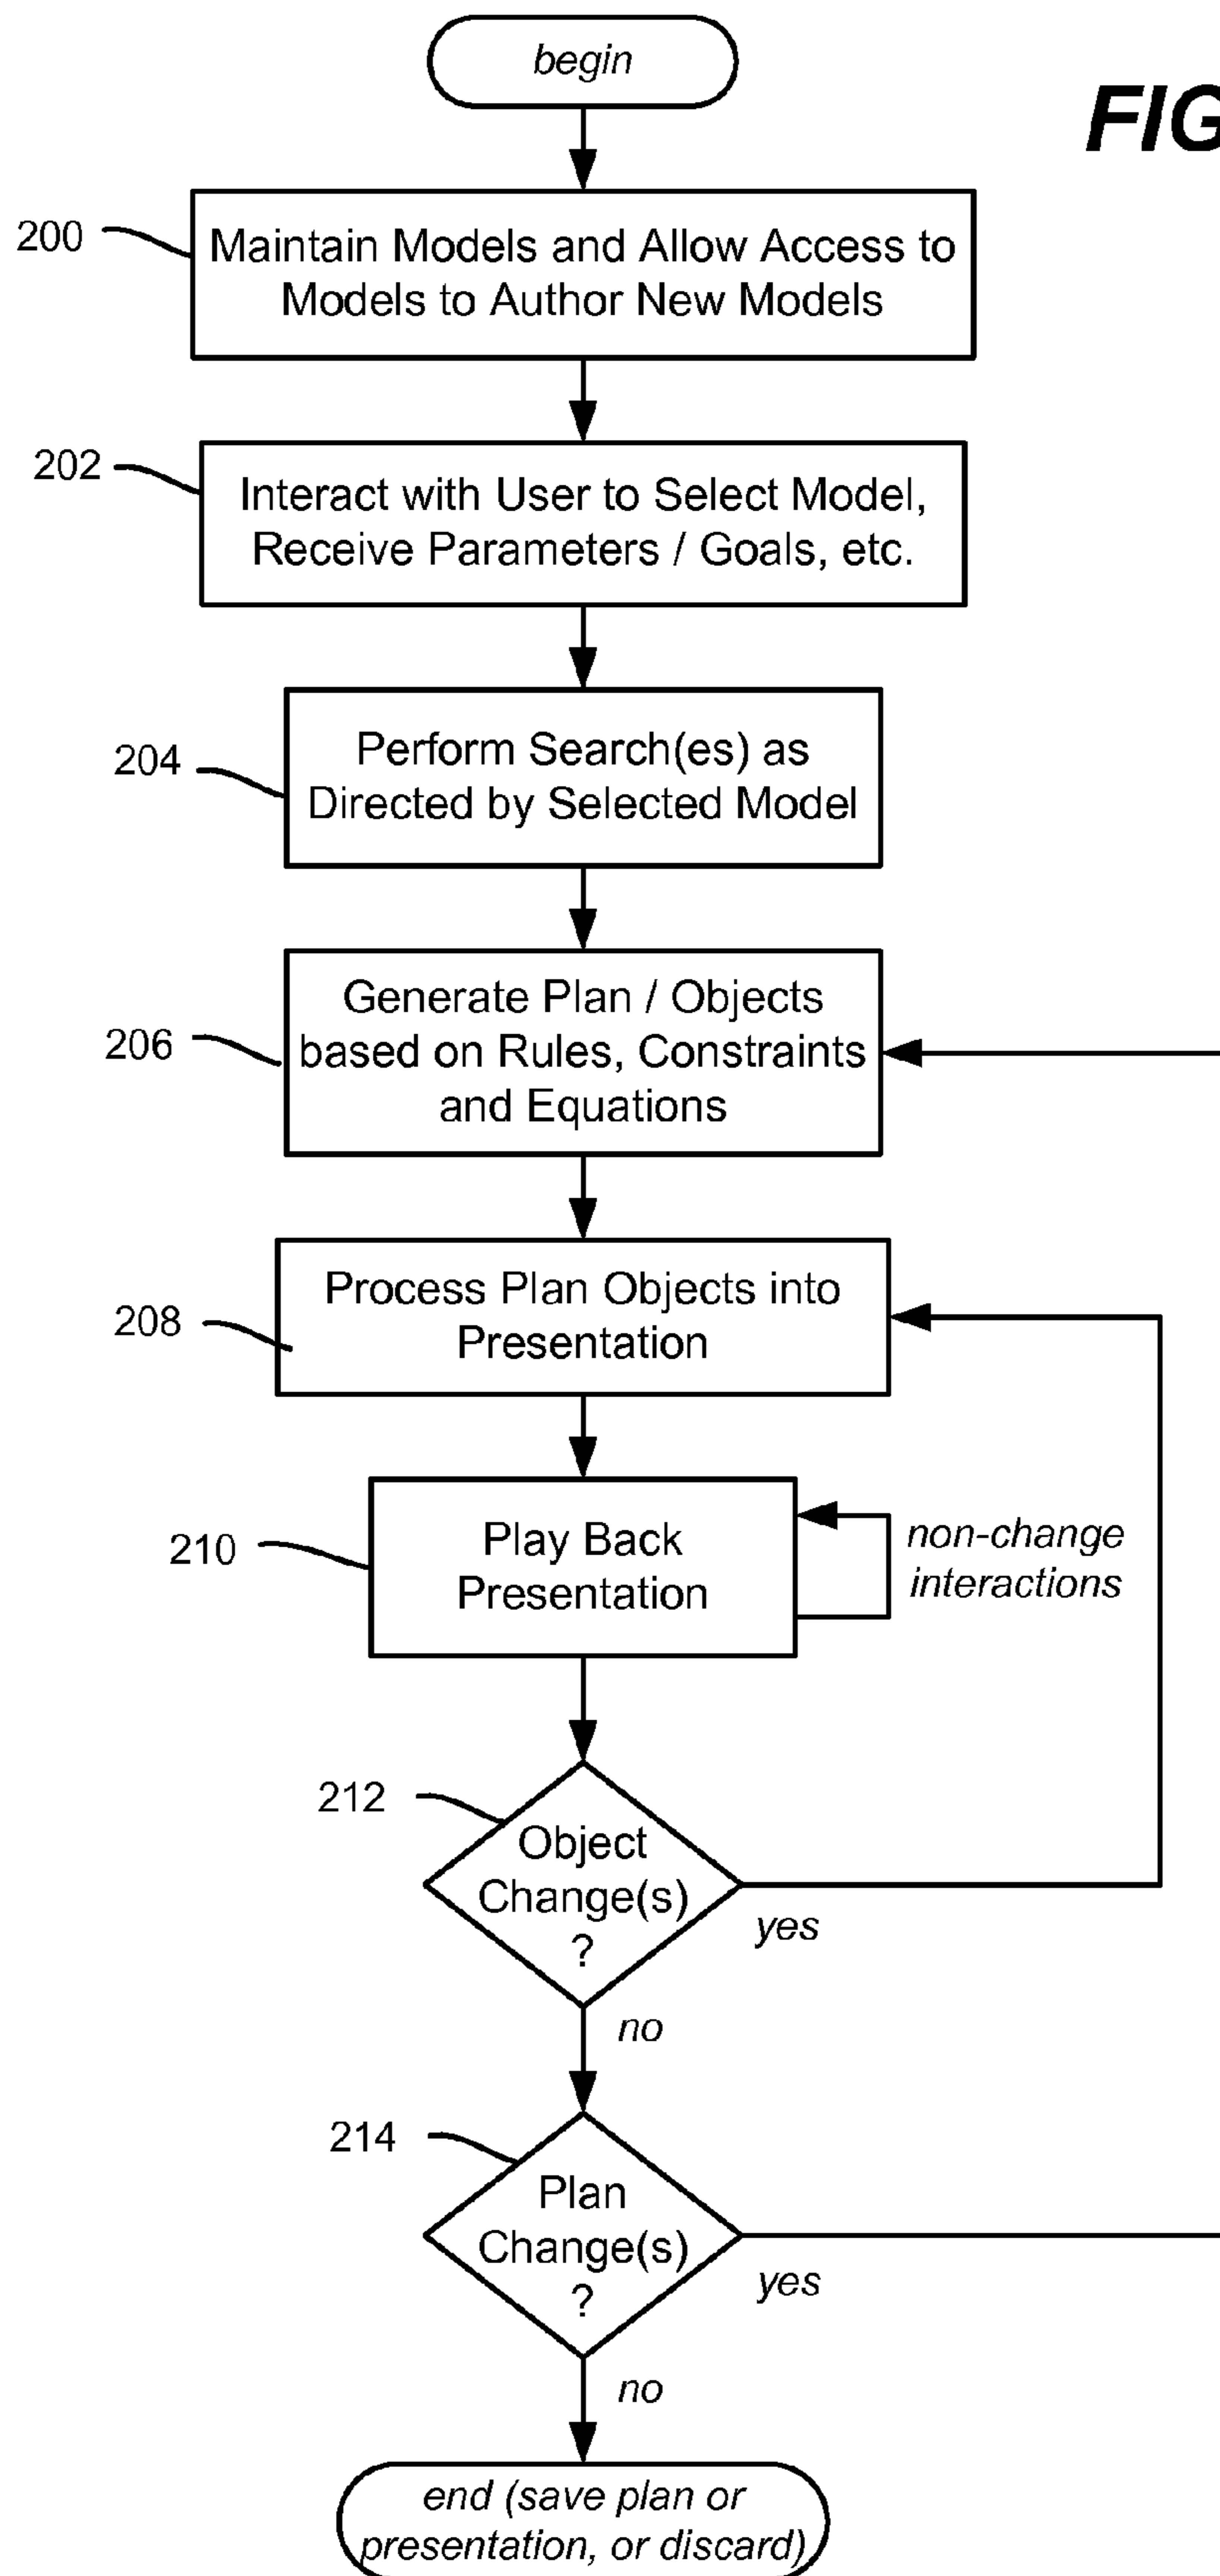 begin
FIG
200
Maintain Models and Allow Access to
Models to Author New Models
202
Interact with User to Select Model,
Receive Parameters / Goals, etc.
204
Perform Search(es) as
Directed by Selected Model
206
Generate Plan / Objects
based on Rules, Constraints
and Equations
208
Process Plan Objects into
Presentation
210
Play Back
Presentation
non-change
interactions
212
Object
Change(s)
?
yes
no
214
Plan
Change(s)
?
yes
no
end (save plan or
presentation, or discard)